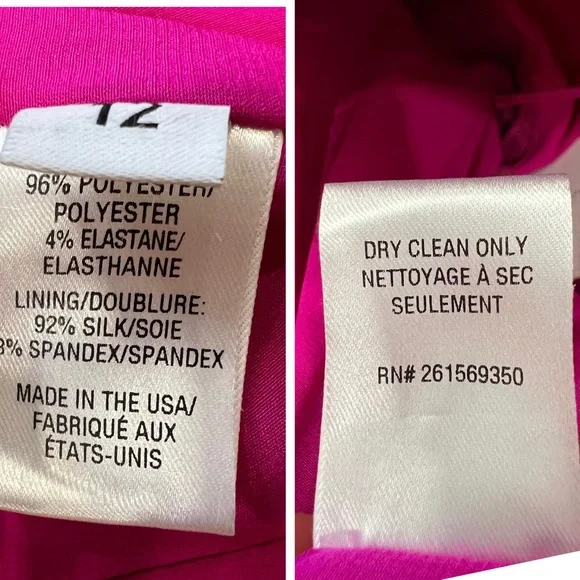 12
96% POLYESTER/
POLYESTER
4% ELASTANE/
ELASTHANNE
LINING/DOUBLURE:
92% SILK/SOIE
8% SPANDEX/SPANDEX
MADE IN THE USA/
FABRIQUÉ AUX
ÉTATS-UNIS
DRY CLEAN ONLY
NETTOYAGE À SEC
SEULEMENT
RN# 261569350